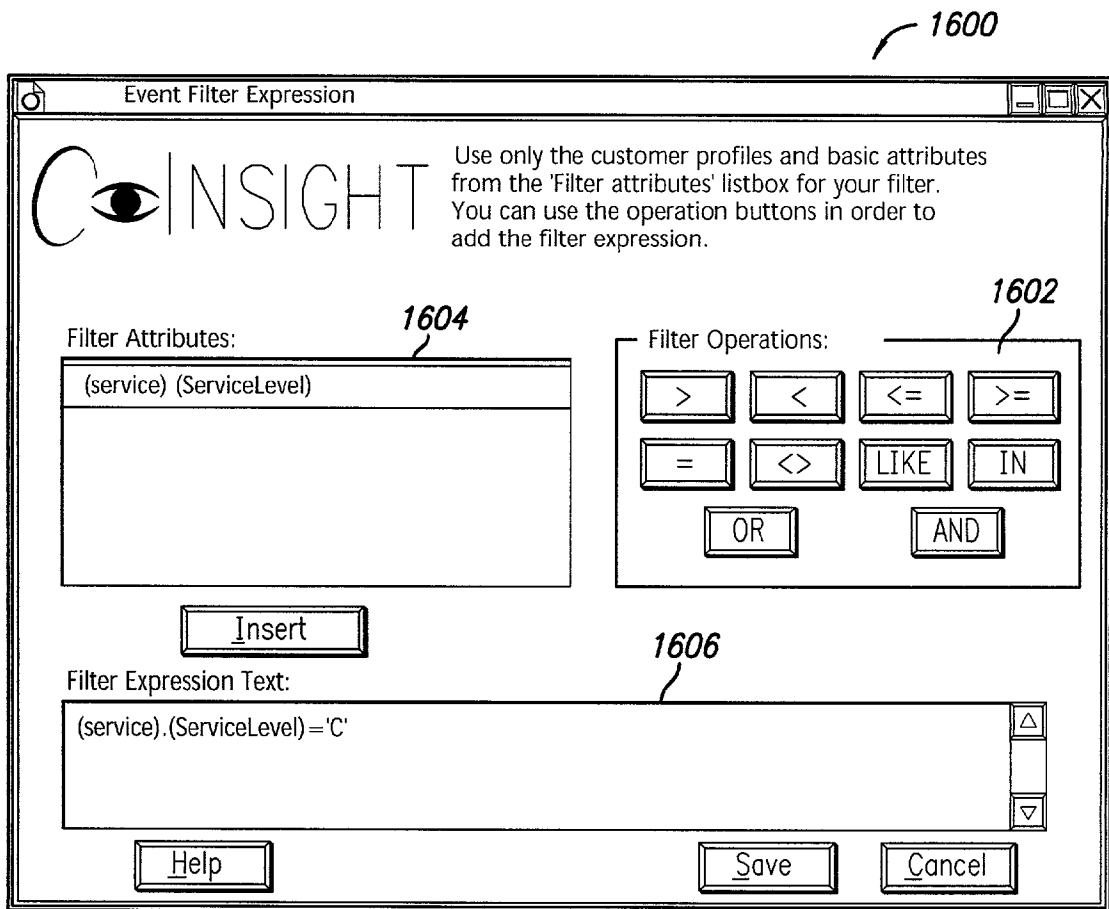 1600
Event Filter Expression
C INSIGHT
Use only the customer profiles and basic attributes
from the 'Filter attributes' listbox for your filter.
You can use the operation buttons in order to
add the filter expression.
1604
Filter Attributes:
(service) (ServiceLevel)
Insert
1602
Filter Operations:
> < <= >=
= <> LIKE IN
OR AND
1606
Filter Expression Text:
(service).(ServiceLevel)='C'
Help Save Cancel